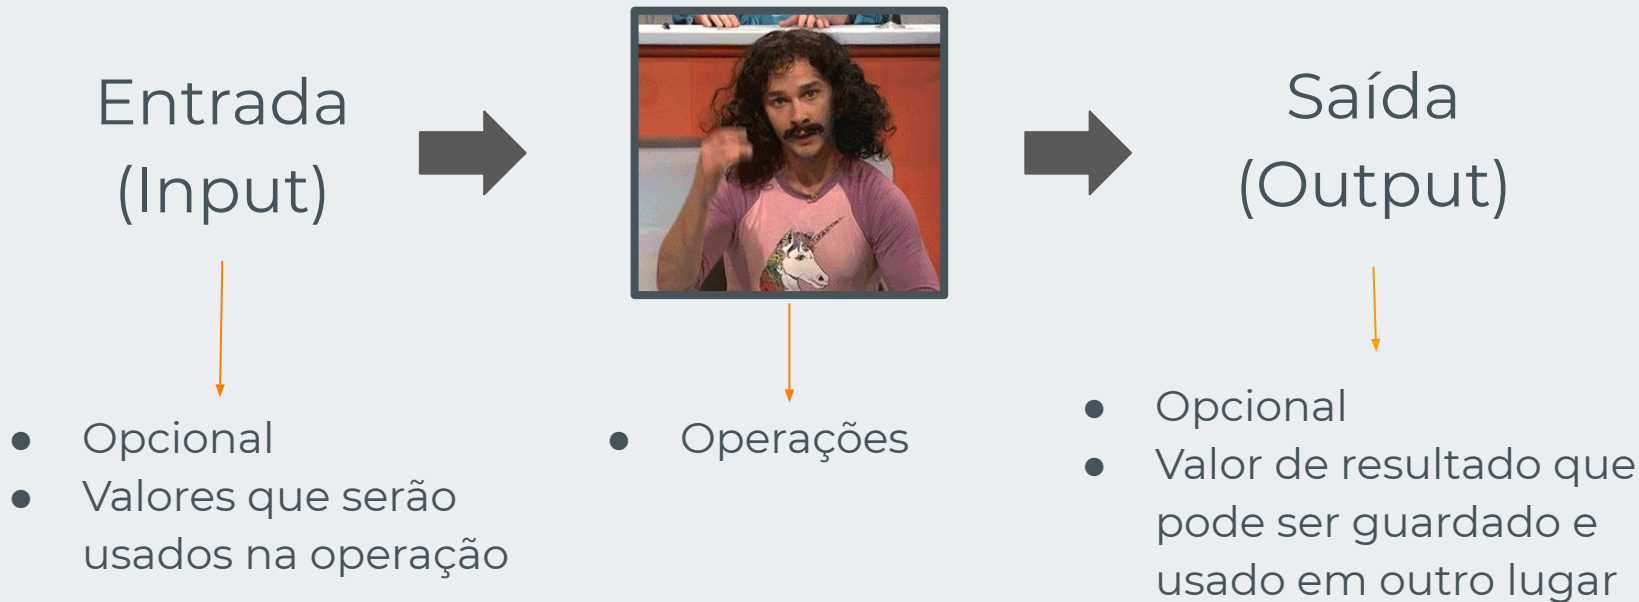 Entrada
(Input)
Saída
(Output)
● Opcional
● Valores que serão
usados na operação
● Operações
● Opcional
● Valor de resultado que
pode ser guardado e
usado em outro lugar